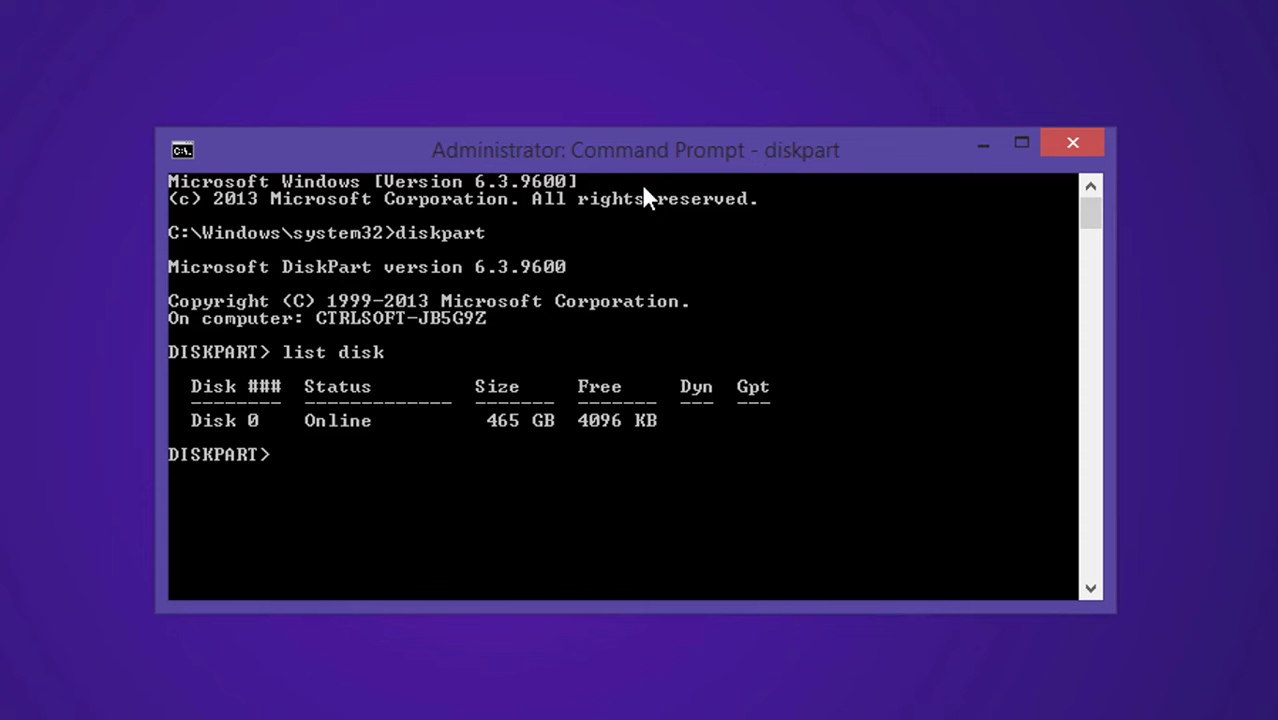 Administrator: Command Prompt - diskpart
Microsoft Windows [Version 6.3.9600]
(c) 2013 Microsoft Corporation. All rights reserved.
C:\Windows\system32>diskpart
Microsoft DiskPart version 6.3.9600
Copyright (C) 1999-2013 Microsoft Corporation.
On computer: CTRLSOFT-JB5G9Z
DISKPART> list disk
Disk ### Status Size Free Dyn Gpt
-------- ------------- ------- ------- --- ---
Disk 0 Online 465 GB 4096 KB
DISKPART>